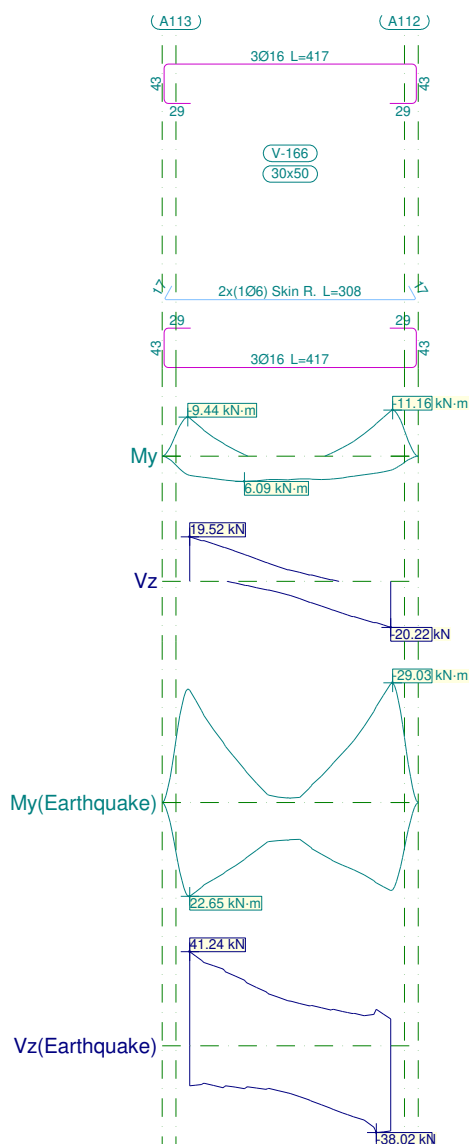 A113 A112
3Ø16 L=417
43 43
29 29
V-166
30x50
17 2x(1Ø6) Skin R. L=308 17
29 29
43 43
3Ø16 L=417
-9.44 kN·m -11.16 kN·m
My
6.09 kN·m
19.52 kN
Vz
-20.22 kN
-29.03 kN·m
My(Earthquake)
22.65 kN·m
41.24 kN
Vz(Earthquake)
-38.02 kN